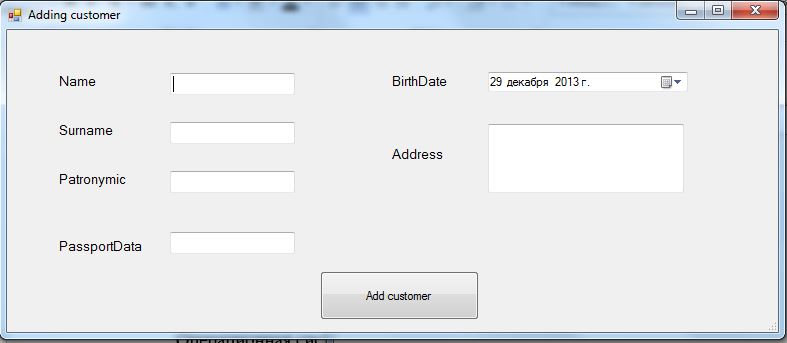 Adding customer
Name
BirthDate
29 декабря 2013 г.
Surname
Address
Patronymic
PassportData
Add customer